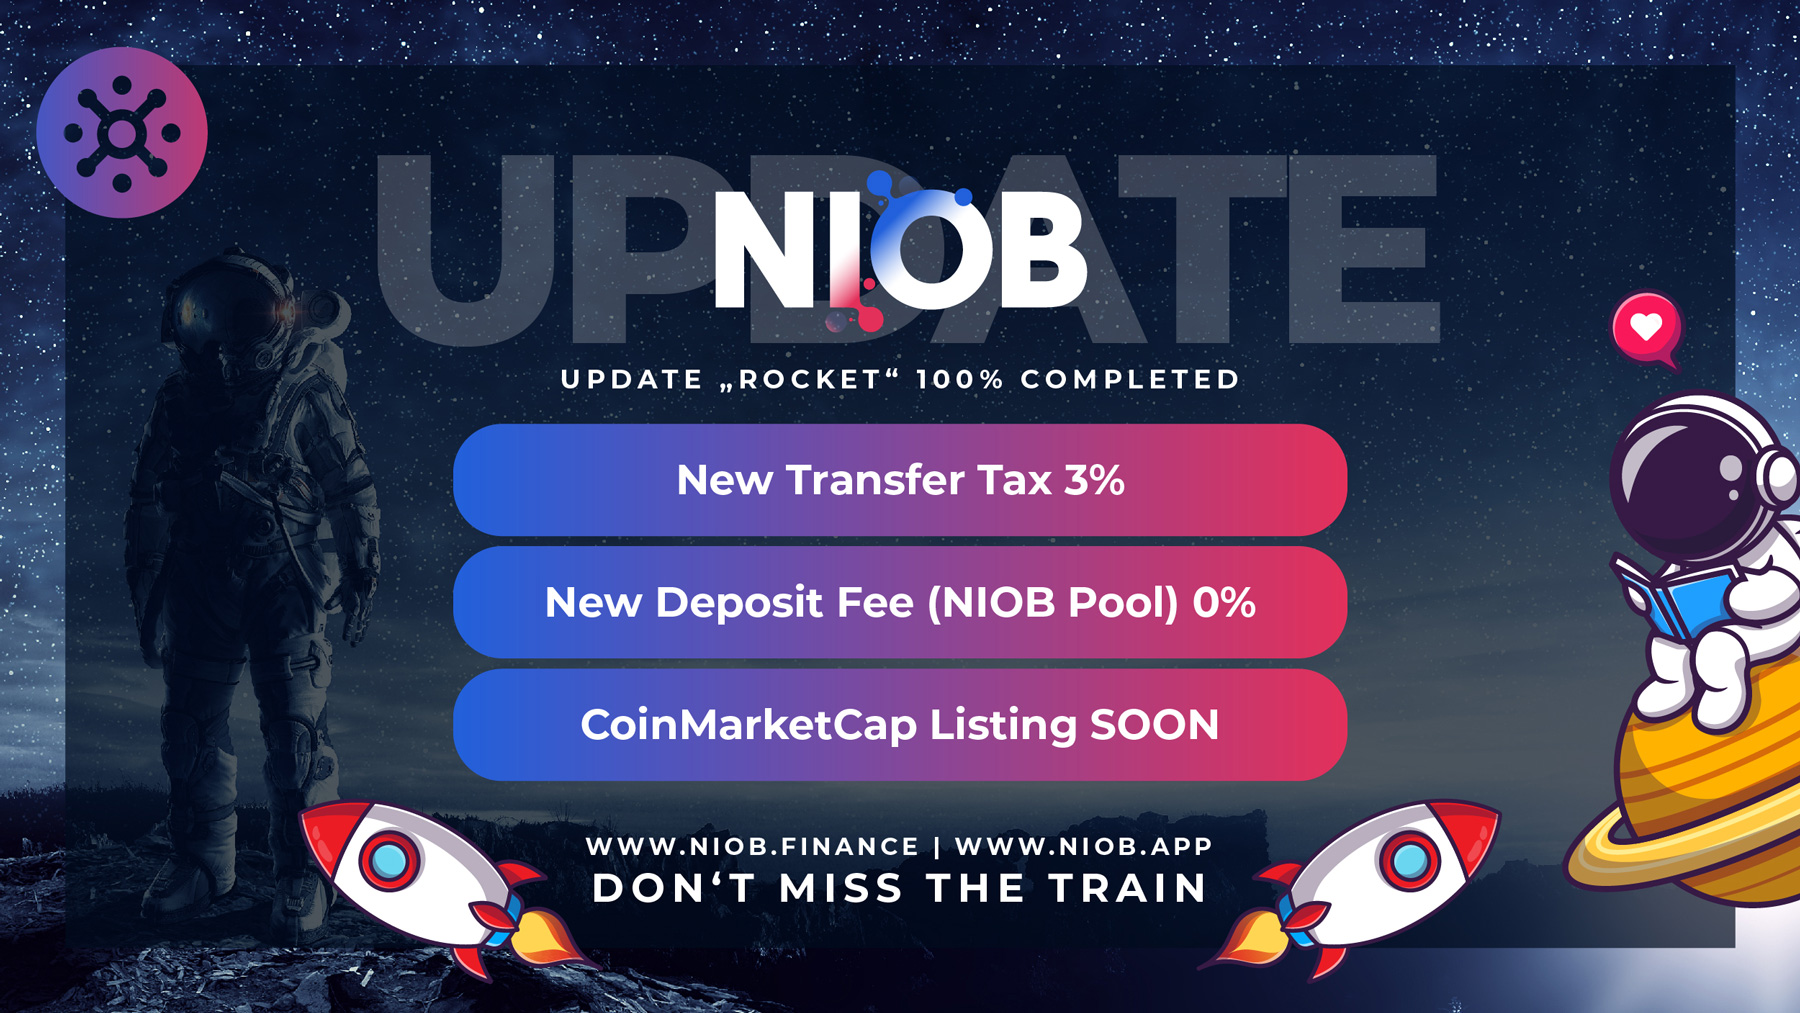 UPDATE
NIOB
UPDATE „ROCKET“ 100% COMPLETED
New Transfer Tax 3%
New Deposit Fee (NIOB Pool) 0%
CoinMarketCap Listing SOON
WWW.NIOB.FINANCE | WWW.NIOB.APP
DON‘T MISS THE TRAIN